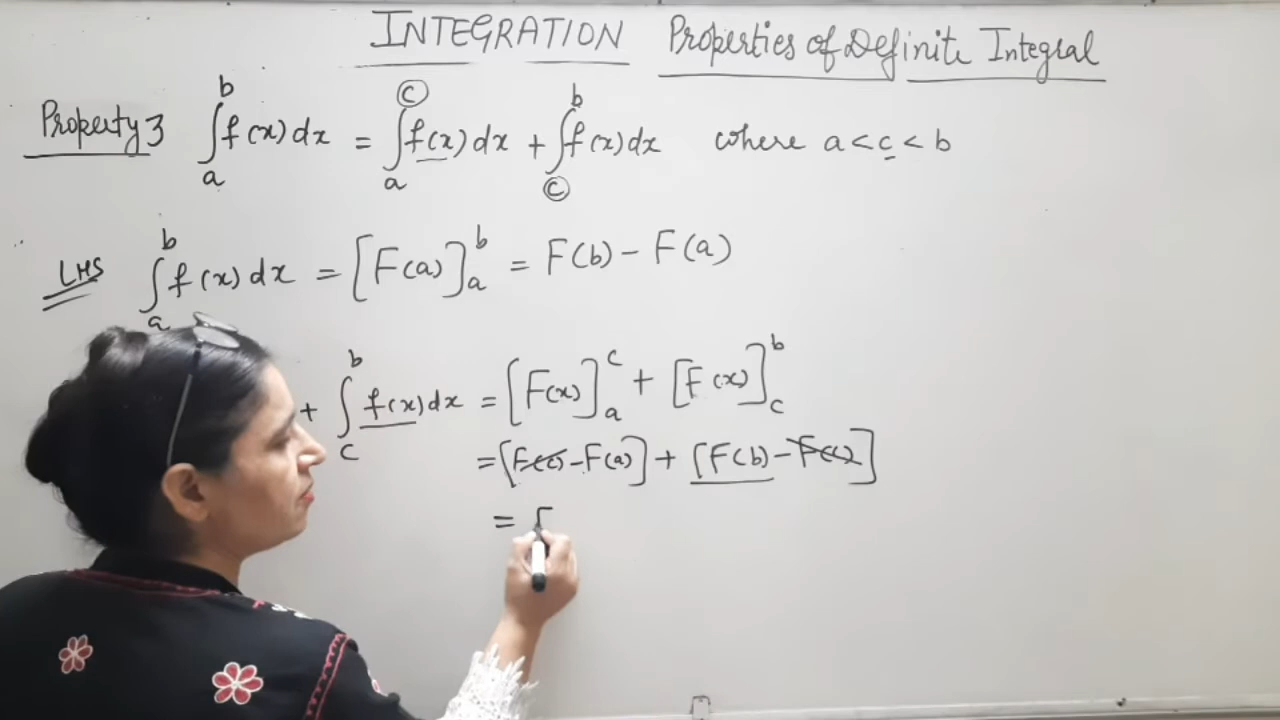 INTEGRATION Properties of Definite Integral
Property 3 ∫_a^b f(x) dx = ∫_a^c f(x) dx + ∫_c^b f(x) dx where a < c < b
LHS ∫_a^b f(x) dx = [F(a)]_a^b = F(b) - F(a)
+ ∫_c^b f(x) dx = [F(x)]_a^c + [F(x)]_c^b
= [F(c) - F(a)] + [F(b) - F(c)]
=